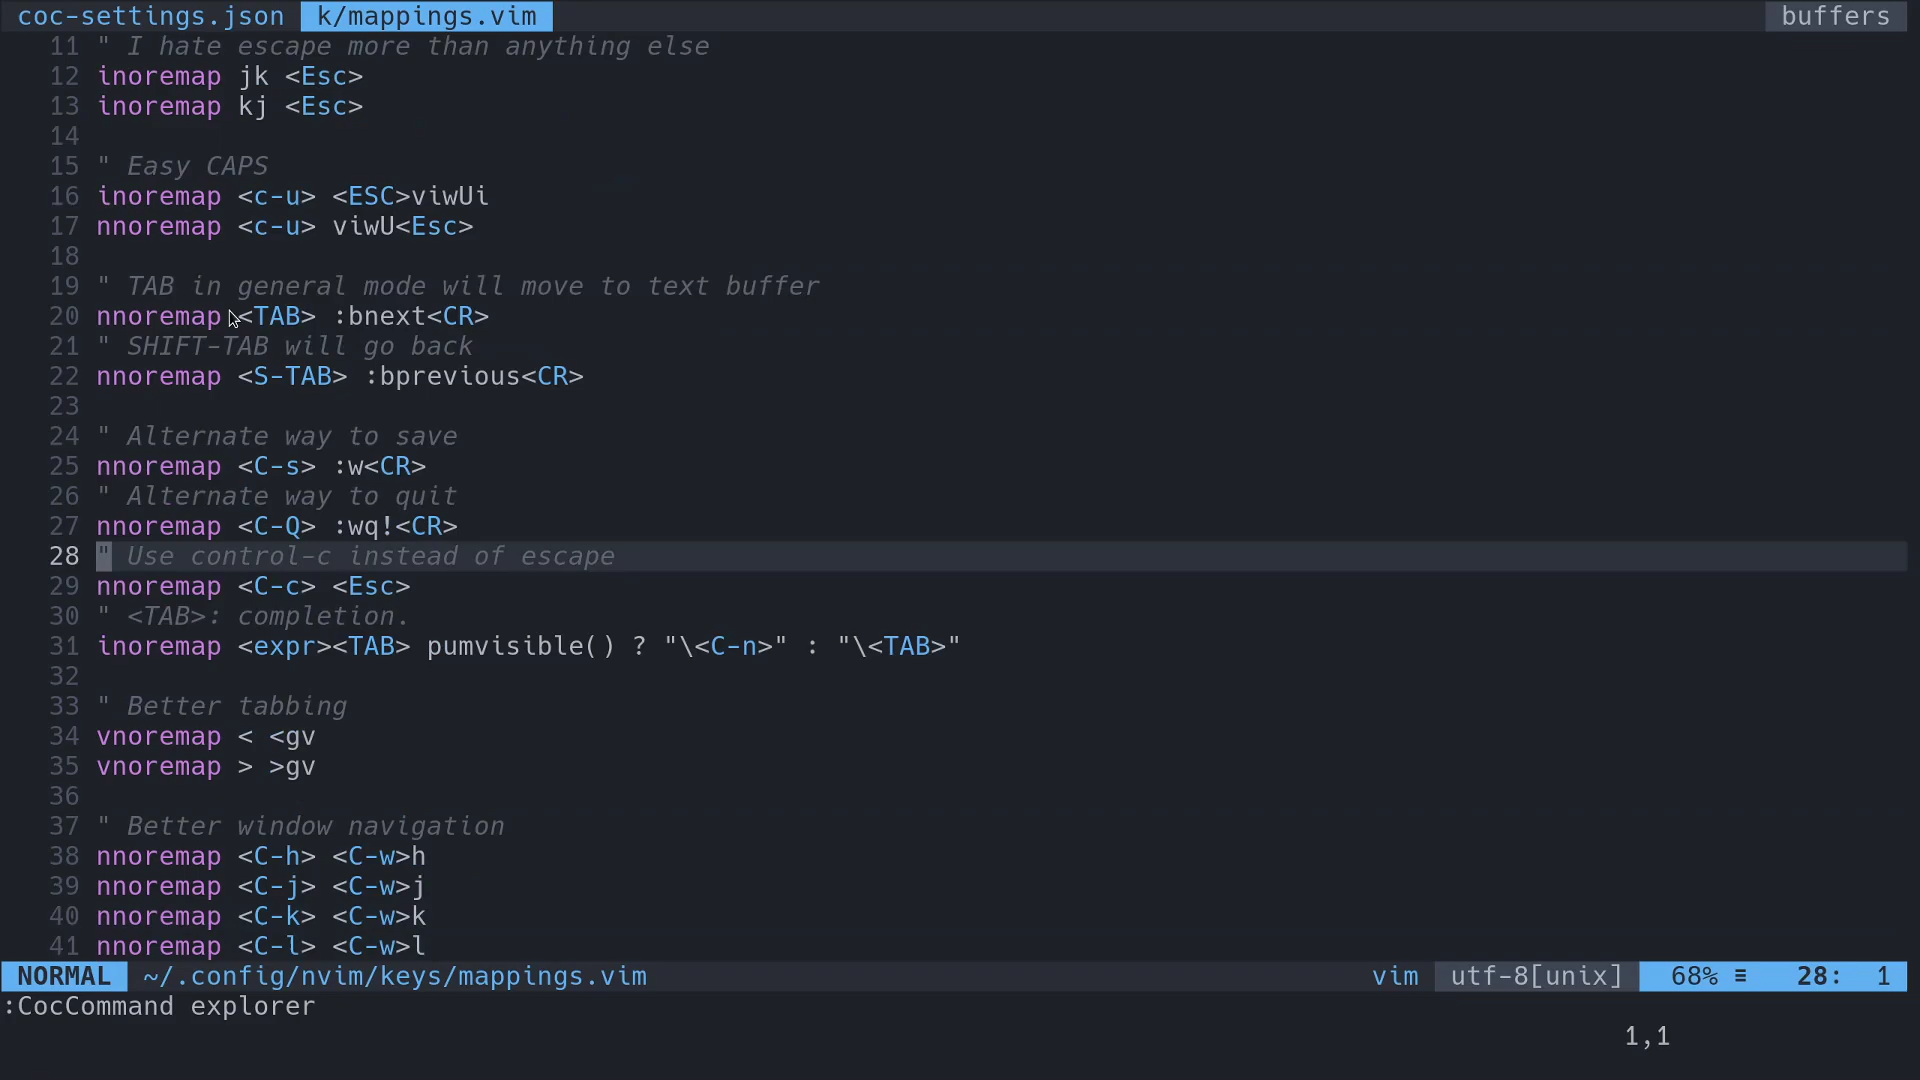 coc-settings.json k/mappings.vim buffers
11 " I hate escape more than anything else
12 inoremap jk <Esc>
13 inoremap kj <Esc>
14
15 " Easy CAPS
16 inoremap <c-u> <ESC>viwUi
17 nnoremap <c-u> viwU<Esc>
18
19 " TAB in general mode will move to text buffer
20 nnoremap <TAB> :bnext<CR>
21 " SHIFT-TAB will go back
22 nnoremap <S-TAB> :bprevious<CR>
23
24 " Alternate way to save
25 nnoremap <C-s> :w<CR>
26 " Alternate way to quit
27 nnoremap <C-Q> :wq!<CR>
28 " Use control-c instead of escape
29 nnoremap <C-c> <Esc>
30 " <TAB>: completion.
31 inoremap <expr><TAB> pumvisible() ? "\<C-n>" : "\<TAB>"
32
33 " Better tabbing
34 vnoremap < <gv
35 vnoremap > >gv
36
37 " Better window navigation
38 nnoremap <C-h> <C-w>h
39 nnoremap <C-j> <C-w>j
40 nnoremap <C-k> <C-w>k
41 nnoremap <C-l> <C-w>l
NORMAL ~/.config/nvim/keys/mappings.vim vim utf-8[unix] 68% ≡ 28: 1
:CocCommand explorer
1,1